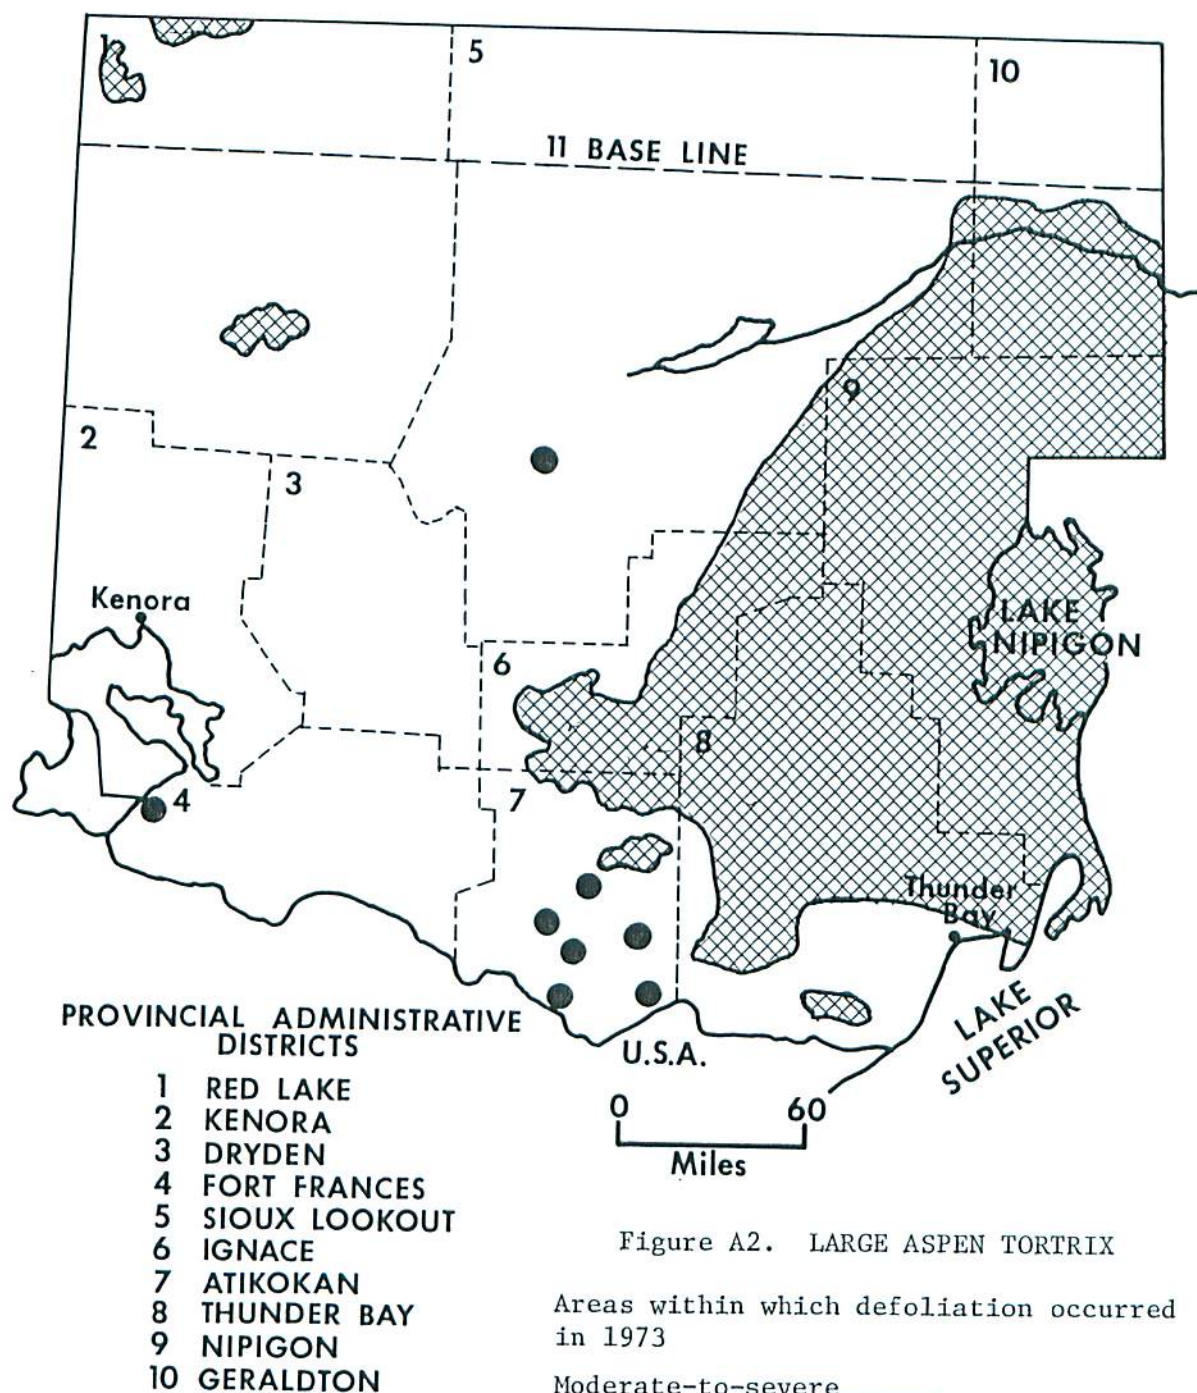 1
5
10
11 BASE LINE
2
3
9
Kenora
LAKE
NIPIGON
6
8
4
7
Thunder
Bay
LAKE
SUPERIOR
U.S.A.
PROVINCIAL ADMINISTRATIVE
DISTRICTS
1 RED LAKE
2 KENORA
3 DRYDEN
4 FORT FRANCES
5 SIOUX LOOKOUT
6 IGNACE
7 ATIKOKAN
8 THUNDER BAY
9 NIPIGON
10 GERALDTON
0 60
Miles
Figure A2. LARGE ASPEN TORTRIX
Areas within which defoliation occurred
in 1973
Moderate-to-severe